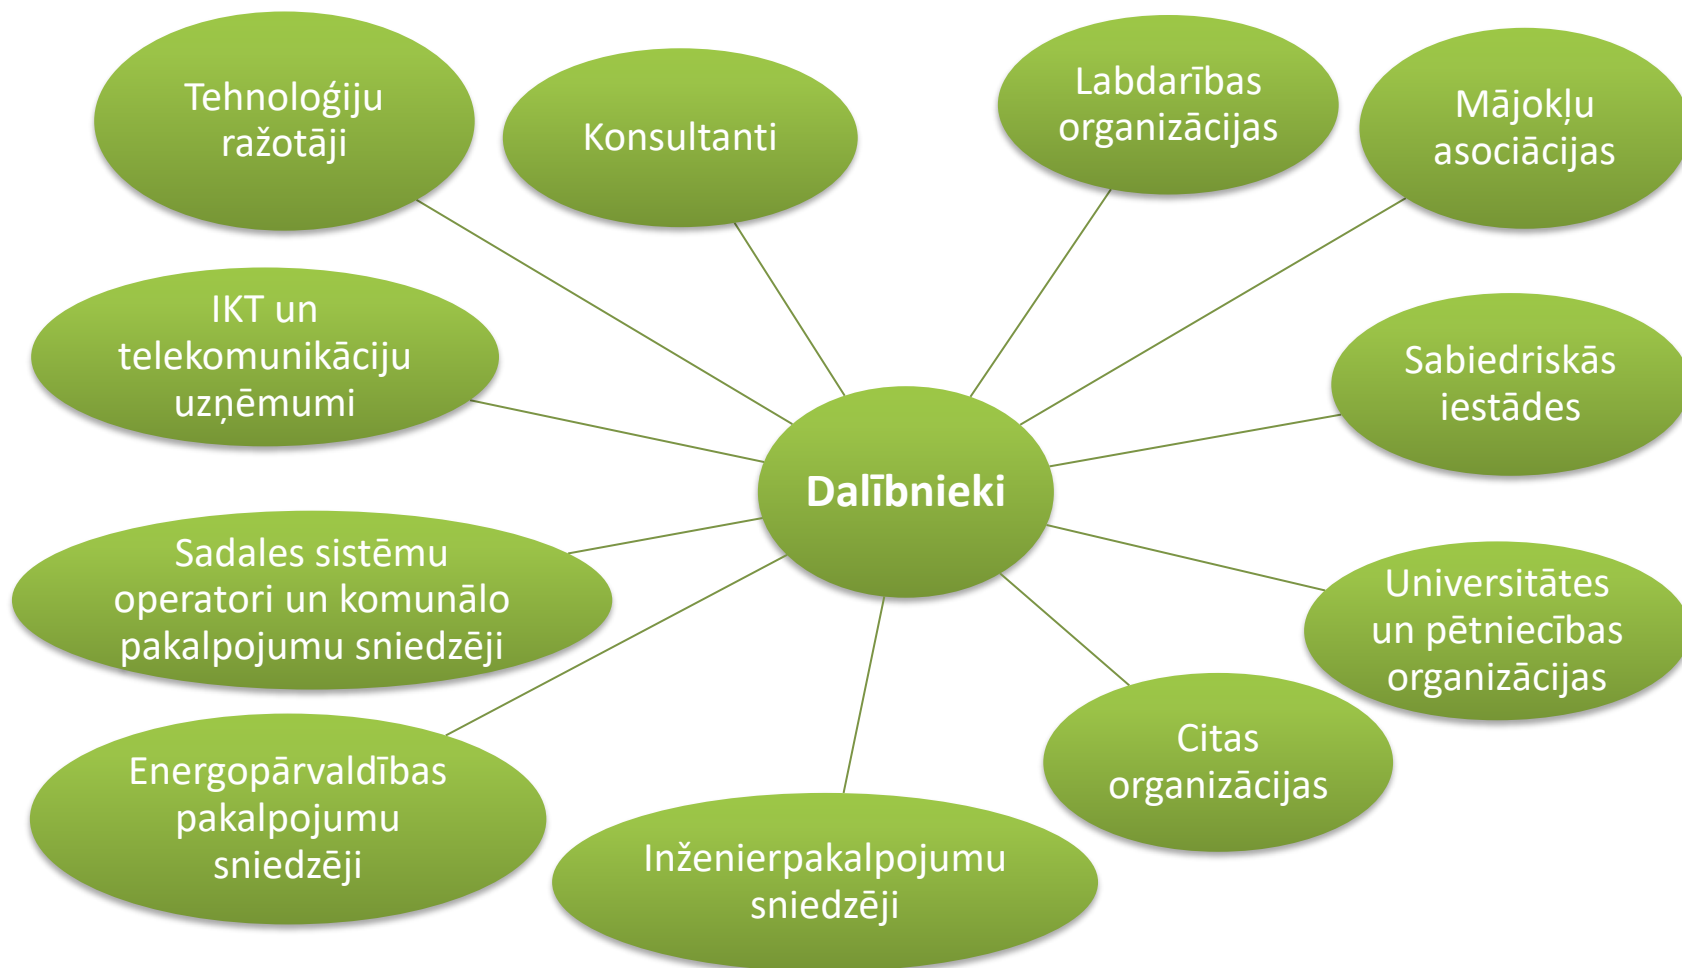 Tehnoloģiju
ražotāji
Konsultanti
Labdarības
organizācijas
Mājokļu
asociācijas
IKT un
telekomunikāciju
uzņēmumi
Sabiedriskās
iestādes
Dalībnieki
Sadales sistēmu
operatori un komunālo
pakalpojumu sniedzēji
Universitātes
un pētniecības
organizācijas
Citas
organizācijas
Energopārvaldības
pakalpojumu
sniedzēji
Inženierpakalpojumu
sniedzēji